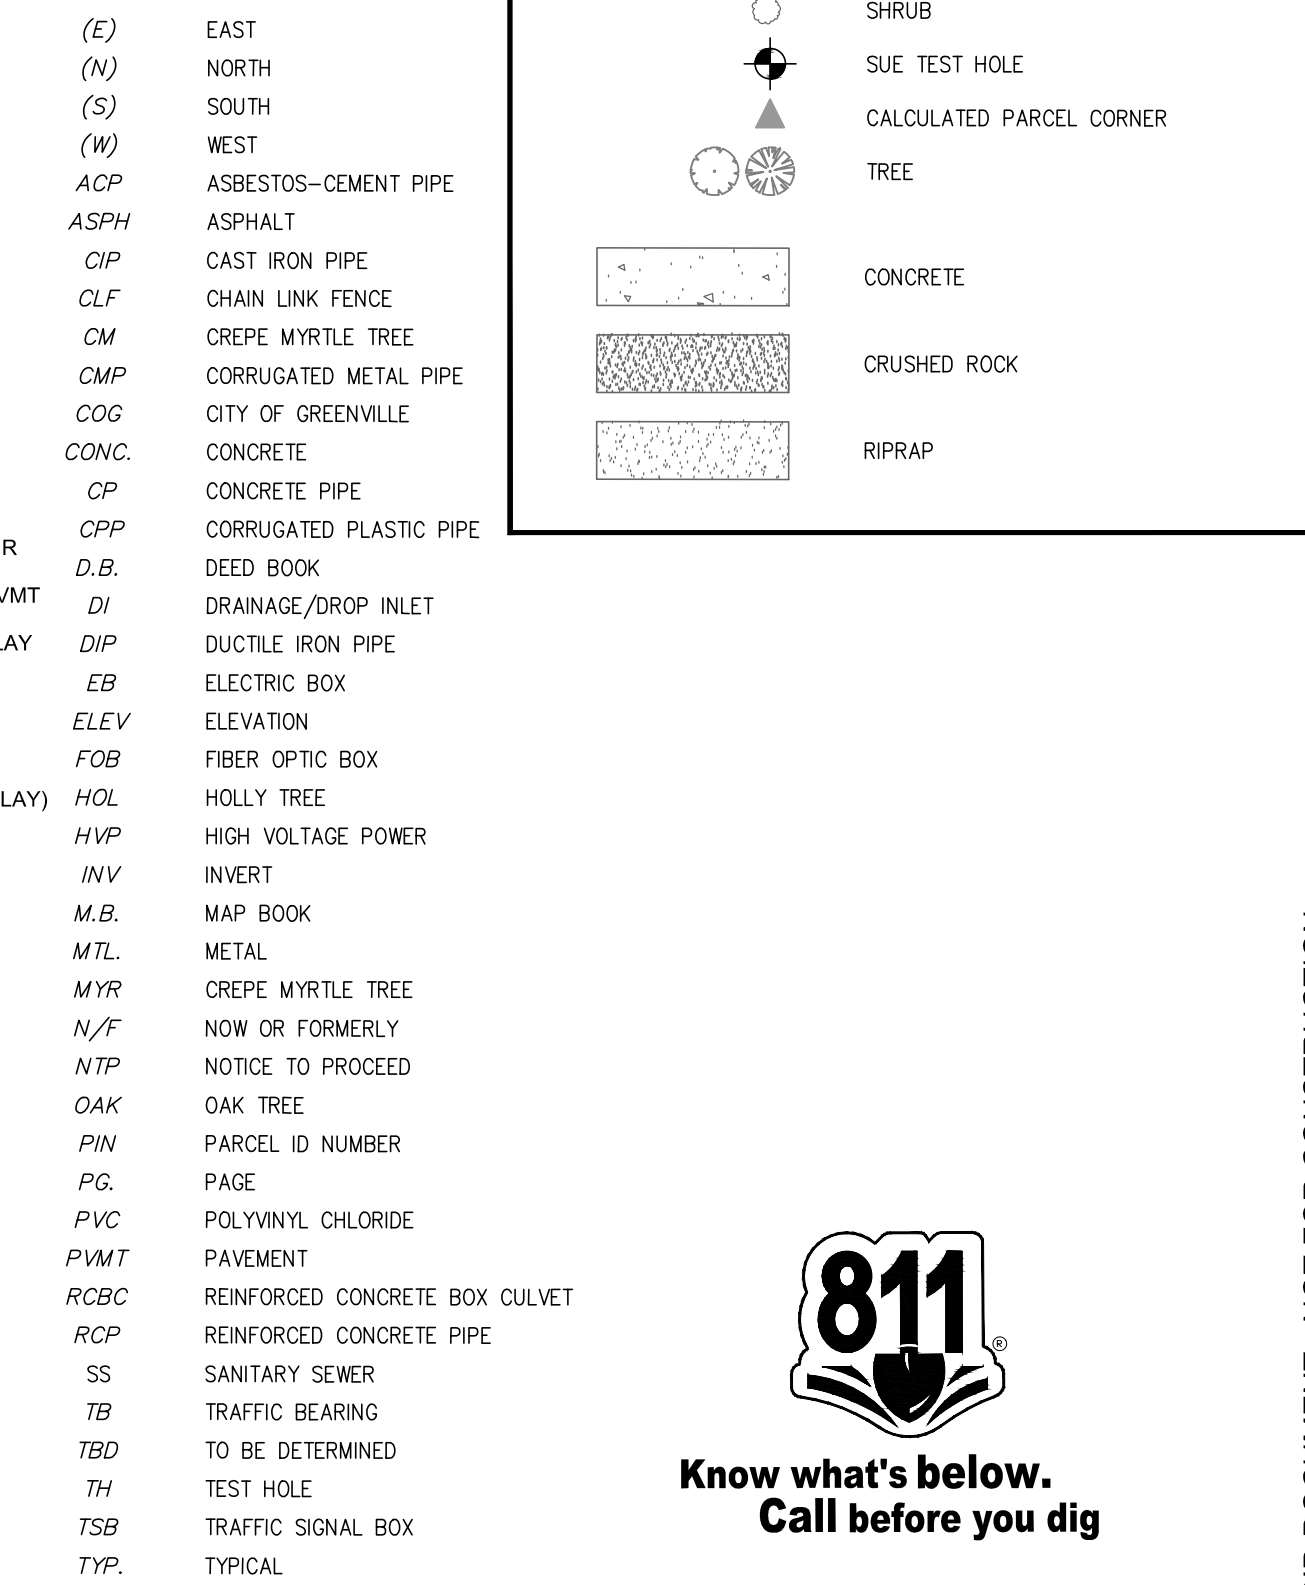 (E) EAST
(N) NORTH
(S) SOUTH
(W) WEST
ACP ASBESTOS-CEMENT PIPE
ASPH ASPHALT
CIP CAST IRON PIPE
CLF CHAIN LINK FENCE
CM CREPE MYRTLE TREE
CMP CORRUGATED METAL PIPE
COG CITY OF GREENVILLE
CONC. CONCRETE
CP CONCRETE PIPE
CPP CORRUGATED PLASTIC PIPE
R
D.B. DEED BOOK
VMT
DI DRAINAGE/DROP INLET
LAY
DIP DUCTILE IRON PIPE
EB ELECTRIC BOX
ELEV ELEVATION
FOB FIBER OPTIC BOX
LAY)
HOL HOLLY TREE
HVP HIGH VOLTAGE POWER
INV INVERT
M.B. MAP BOOK
MTL. METAL
MYR CREPE MYRTLE TREE
N/F NOW OR FORMERLY
NTP NOTICE TO PROCEED
OAK OAK TREE
PIN PARCEL ID NUMBER
PG. PAGE
PVC POLYVINYL CHLORIDE
PVMT PAVEMENT
RCBC REINFORCED CONCRETE BOX CULVET
RCP REINFORCED CONCRETE PIPE
SS SANITARY SEWER
TB TRAFFIC BEARING
TBD TO BE DETERMINED
TH TEST HOLE
TSB TRAFFIC SIGNAL BOX
TYP. TYPICAL
SHRUB
SUE TEST HOLE
CALCULATED PARCEL CORNER
TREE
CONCRETE
CRUSHED ROCK
RIPRAP
811®
Know what's below.
Call before you dig